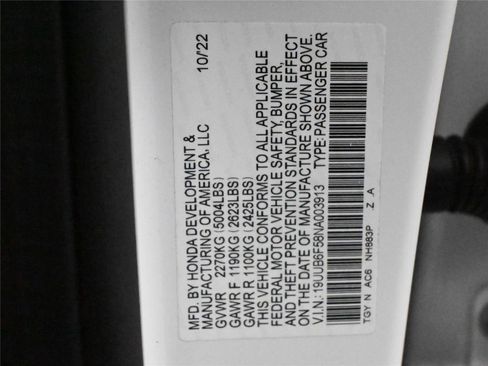 MFD. BY HONDA DEVELOPMENT & 10/22
MANUFACTURING OF AMERICA, LLC
GVWR 2270KG (5004LBS)
GAWR F 1190KG (2623LBS)
GAWR R 1100KG (2425LBS)
THIS VEHICLE CONFORMS TO ALL APPLICABLE
FEDERAL MOTOR VEHICLE SAFETY, BUMPER,
AND THEFT PREVENTION STANDARDS IN EFFECT
ON THE DATE OF MANUFACTURE SHOWN ABOVE.
V.I.N.: 19UUB6F58NA003913 TYPE:PASSENGER CAR
TGY N AC6 NH883P Z A